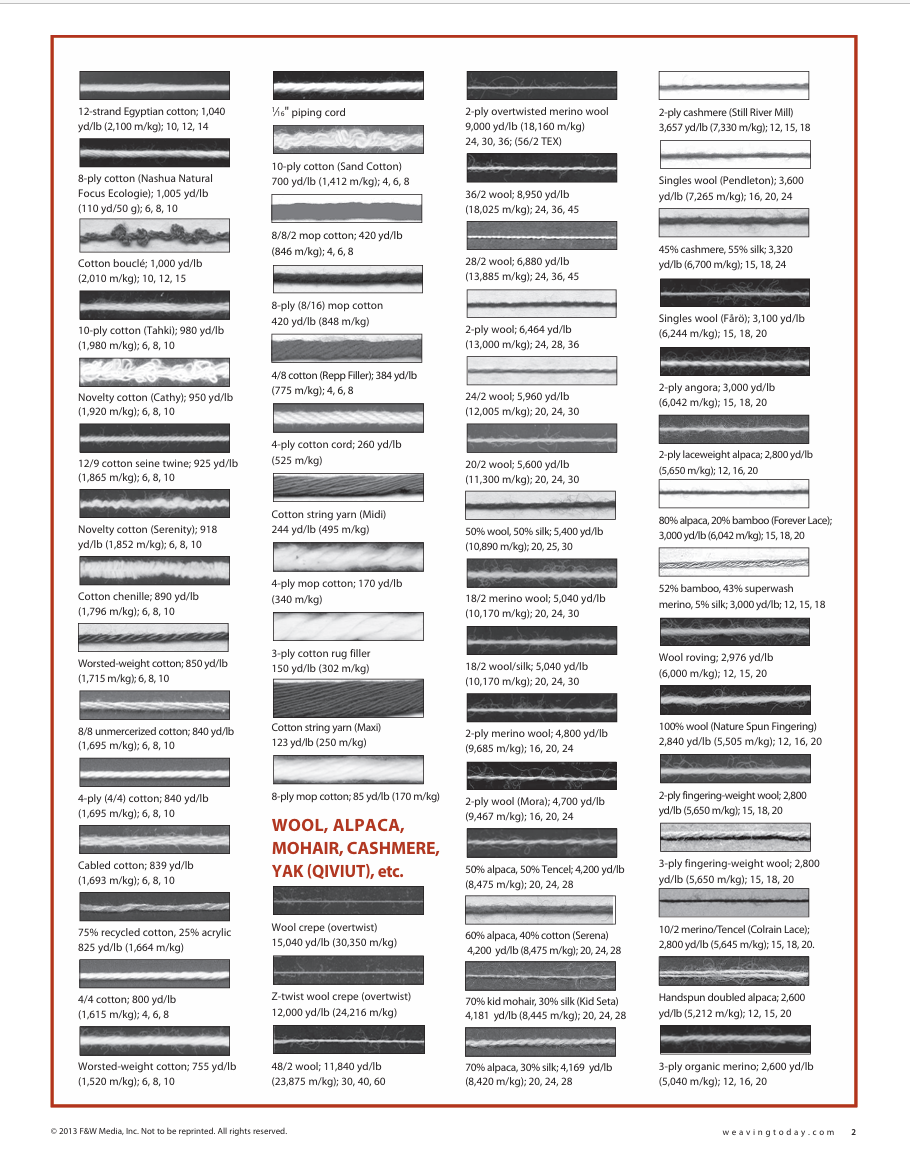 12-strand Egyptian cotton; 1,040
yd/lb (2,100 m/kg); 10, 12, 14
8-ply cotton (Nashua Natural
Focus Ecologie); 1,005 yd/lb
(110 yd/50 g); 6, 8, 10
Cotton bouclé; 1,000 yd/lb
(2,010 m/kg); 10, 12, 15
10-ply cotton (Tahki); 980 yd/lb
(1,980 m/kg); 6, 8, 10
Novelty cotton (Cathy); 950 yd/lb
(1,920 m/kg); 6, 8, 10
12/9 cotton seine twine; 925 yd/lb
(1,865 m/kg); 6, 8, 10
Novelty cotton (Serenity); 918
yd/lb (1,852 m/kg); 6, 8, 10
Cotton chenille; 890 yd/lb
(1,796 m/kg); 6, 8, 10
Worsted-weight cotton; 850 yd/lb
(1,715 m/kg); 6, 8, 10
8/8 unmercerized cotton; 840 yd/lb
(1,695 m/kg); 6, 8, 10
4-ply (4/4) cotton; 840 yd/lb
(1,695 m/kg); 6, 8, 10
Cabled cotton; 839 yd/lb
(1,693 m/kg); 6, 8, 10
75% recycled cotton, 25% acrylic
825 yd/lb (1,664 m/kg)
4/4 cotton; 800 yd/lb
(1,615 m/kg); 4, 6, 8
Worsted-weight cotton; 755 yd/lb
(1,520 m/kg); 6, 8, 10
1⁄16" piping cord
10-ply cotton (Sand Cotton)
700 yd/lb (1,412 m/kg); 4, 6, 8
8/8/2 mop cotton; 420 yd/lb
(846 m/kg); 4, 6, 8
8-ply (8/16) mop cotton
420 yd/lb (848 m/kg)
4/8 cotton (Repp Filler); 384 yd/lb
(775 m/kg); 4, 6, 8
4-ply cotton cord; 260 yd/lb
(525 m/kg)
Cotton string yarn (Midi)
244 yd/lb (495 m/kg)
4-ply mop cotton; 170 yd/lb
(340 m/kg)
3-ply cotton rug filler
150 yd/lb (302 m/kg)
Cotton string yarn (Maxi)
123 yd/lb (250 m/kg)
8-ply mop cotton; 85 yd/lb (170 m/kg)
WOOL, ALPACA,
MOHAIR, CASHMERE,
YAK (QIVIUT), etc.
Wool crepe (overtwist)
15,040 yd/lb (30,350 m/kg)
Z-twist wool crepe (overtwist)
12,000 yd/lb (24,216 m/kg)
48/2 wool; 11,840 yd/lb
(23,875 m/kg); 30, 40, 60
2-ply overtwisted merino wool
9,000 yd/lb (18,160 m/kg)
24, 30, 36; (56/2 TEX)
36/2 wool; 8,950 yd/lb
(18,025 m/kg); 24, 36, 45
28/2 wool; 6,880 yd/lb
(13,885 m/kg); 24, 36, 45
2-ply wool; 6,464 yd/lb
(13,000 m/kg); 24, 28, 36
24/2 wool; 5,960 yd/lb
(12,005 m/kg); 20, 24, 30
20/2 wool; 5,600 yd/lb
(11,300 m/kg); 20, 24, 30
50% wool, 50% silk; 5,400 yd/lb
(10,890 m/kg); 20, 25, 30
18/2 merino wool; 5,040 yd/lb
(10,170 m/kg); 20, 24, 30
18/2 wool/silk; 5,040 yd/lb
(10,170 m/kg); 20, 24, 30
2-ply merino wool; 4,800 yd/lb
(9,685 m/kg); 16, 20, 24
2-ply wool (Mora); 4,700 yd/lb
(9,467 m/kg); 16, 20, 24
50% alpaca, 50% Tencel; 4,200 yd/lb
(8,475 m/kg); 20, 24, 28
60% alpaca, 40% cotton (Serena)
4,200 yd/lb (8,475 m/kg); 20, 24, 28
70% kid mohair, 30% silk (Kid Seta)
4,181 yd/lb (8,445 m/kg); 20, 24, 28
70% alpaca, 30% silk; 4,169 yd/lb
(8,420 m/kg); 20, 24, 28
2-ply cashmere (Still River Mill)
3,657 yd/lb (7,330 m/kg); 12, 15, 18
Singles wool (Pendleton); 3,600
yd/lb (7,265 m/kg); 16, 20, 24
45% cashmere, 55% silk; 3,320
yd/lb (6,700 m/kg); 15, 18, 24
Singles wool (Fårö); 3,100 yd/lb
(6,244 m/kg); 15, 18, 20
2-ply angora; 3,000 yd/lb
(6,042 m/kg); 15, 18, 20
2-ply laceweight alpaca; 2,800 yd/lb
(5,650 m/kg); 12, 16, 20
80% alpaca, 20% bamboo (Forever Lace);
3,000 yd/lb (6,042 m/kg); 15, 18, 20
52% bamboo, 43% superwash
merino, 5% silk; 3,000 yd/lb; 12, 15, 18
Wool roving; 2,976 yd/lb
(6,000 m/kg); 12, 15, 20
100% wool (Nature Spun Fingering)
2,840 yd/lb (5,505 m/kg); 12, 16, 20
2-ply fingering-weight wool; 2,800
yd/lb (5,650 m/kg); 15, 18, 20
3-ply fingering-weight wool; 2,800
yd/lb (5,650 m/kg); 15, 18, 20
10/2 merino/Tencel (Colrain Lace);
2,800 yd/lb (5,645 m/kg); 15, 18, 20.
Handspun doubled alpaca; 2,600
yd/lb (5,212 m/kg); 12, 15, 20
3-ply organic merino; 2,600 yd/lb
(5,040 m/kg); 12, 16, 20
© 2013 F&W Media, Inc. Not to be reprinted. All rights reserved.
weavingtoday.com 2